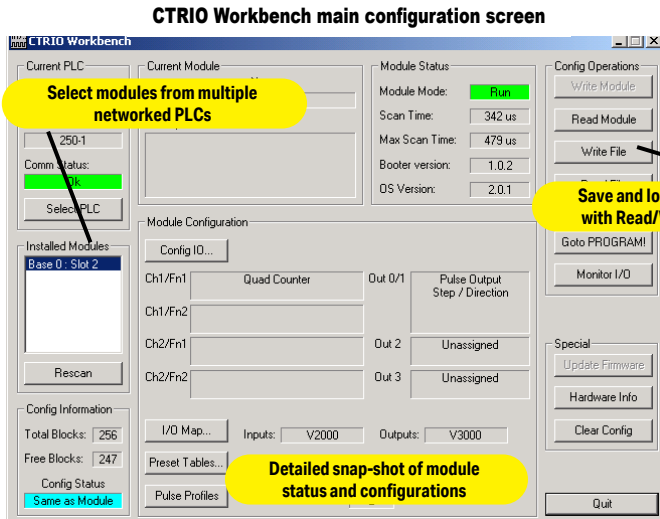 CTRIO Workbench main configuration screen
CTRIO Workbench
Current PLC
Current Module
Module Status
Config Operations
Select modules from multiple
networked PLCs
Module Mode:
Run
Write Module
Scan Time:
342 us
Read Module
250-1
Max Scan Time:
479 us
Write File
Comm Status:
Ok
Booter version:
1.0.2
OS Version:
2.0.1
Select PLC
Save and lo
with Read/
Module Configuration
Installed Modules
Config IO...
Goto PROGRAM!
Base 0 : Slot 2
Ch1/Fn1
Quad Counter
Out 0/1
Pulse Output
Step / Direction
Monitor I/O
Ch1/Fn2
Ch2/Fn1
Out 2
Unassigned
Special
Update Firmware
Rescan
Ch2/Fn2
Out 3
Unassigned
Hardware Info
Config Information
Total Blocks:
256
I/O Map...
Inputs:
V2000
Outputs:
V3000
Clear Config
Free Blocks:
247
Preset Tables...
Detailed snap-shot of module
status and configurations
Config Status
Same as Module
Pulse Profiles
Quit